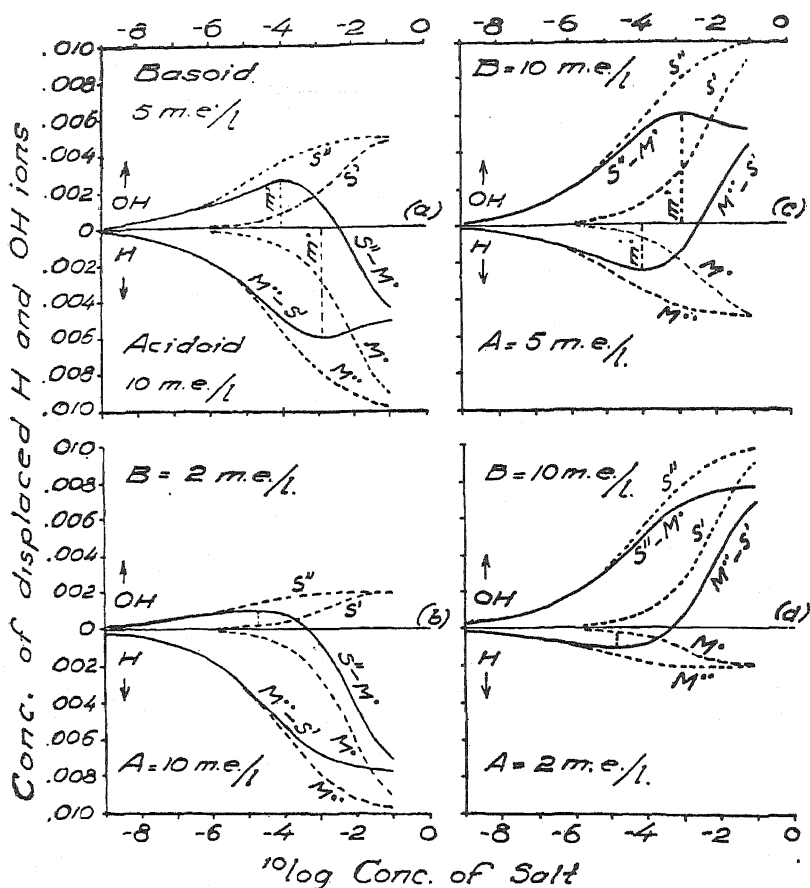 Conc. of displaced H and OH ions
-8 -6 -4 -2 0
.010
.008
.006
.004
.002
0
.002
.004
.006
.008
.010
Basoid
5 m.e./l
OH
H
S"
S'
S"-M°
M°°-S'
M°
M°°
Acidoid
10 m.e./l
(a)
-8 -6 -4 -2 0
B = 10 m.e./l
S"
S'
S"-M°
M°°-S'
M°
M°°
OH
H
A = 5 m.e./l.
(c)
010
.008
.006
.004
.002
0
.002
.004
.006
.008
.010
B = 2 m.e./l.
OH
H
S"
S'
S"-M°
M°°-S'
M°
M°°
A = 10 m.e./l.
(b)
-8 -6 -4 -2 0
B = 10 m.e./l.
S"
S'
S"-M°
M°°-S'
OH
H
M°
M°°
A = 2 m.e./l.
(d)
-8 -6 -4 -2 0
¹⁰log Conc. of Salt